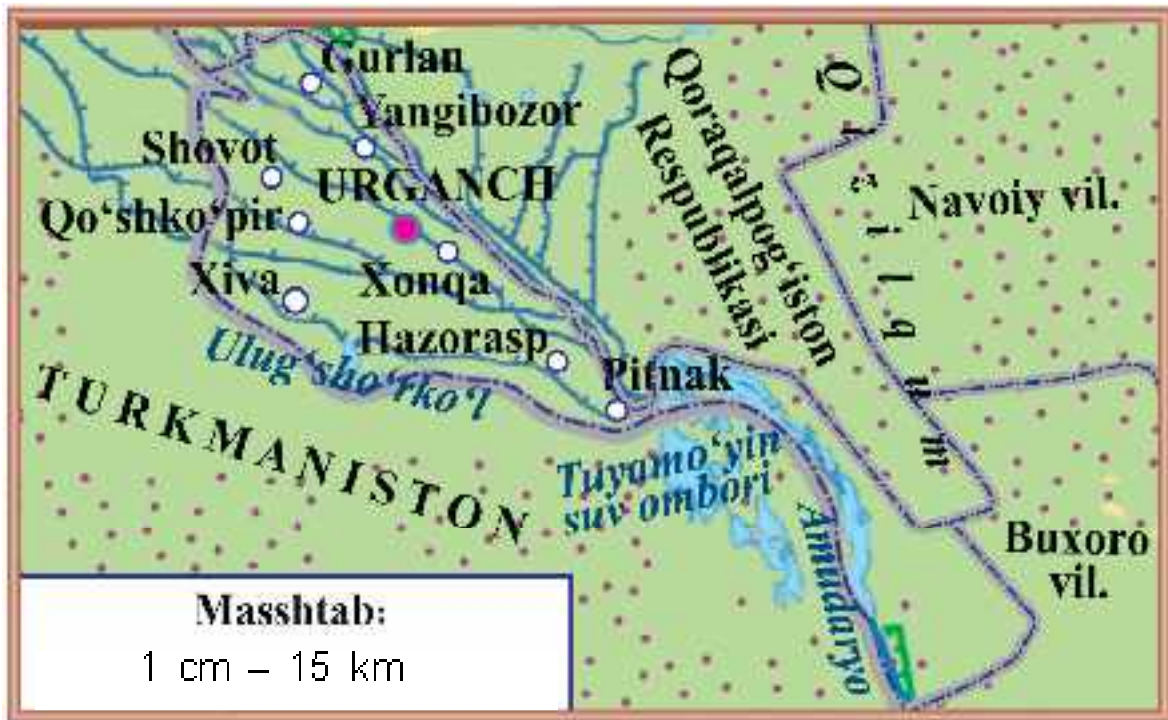 Gurlan
Yangibozor
Shovot
URGANCH
Qo‘shko‘pir
Xiva
Xonqa
Hazorasp
Ulug‘sho‘rko‘l
Pitnak
TURKMANISTON
Tuyamo‘yin
suv ombori
Amudaryo
Qoraqalpog‘iston
Respublikasi
Qizilqum
Navoiy vil.
Buxoro
vil.
Masshtab:
1 cm – 15 km